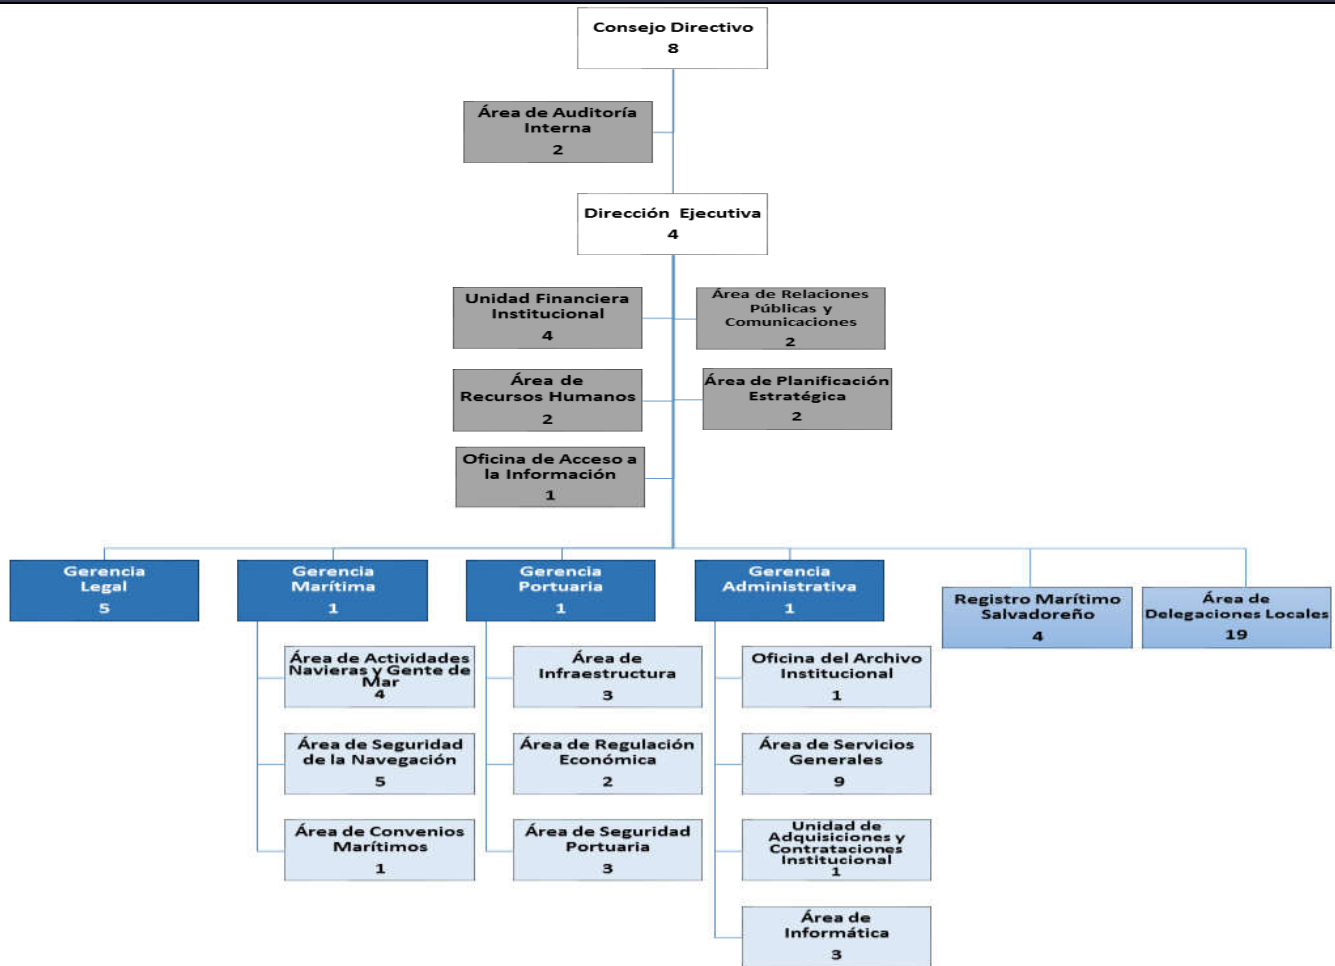 Consejo Directivo
8
Área de Auditoría
Interna
2
Dirección Ejecutiva
4
Unidad Financiera
Institucional
4
Área de Relaciones
Públicas y
Comunicaciones
2
Área de
Recursos Humanos
2
Área de Planificación
Estratégica
2
Oficina de Acceso a
la Información
1
Gerencia
Legal
5
Gerencia
Marítima
1
Gerencia
Portuaria
1
Gerencia
Administrativa
1
Registro Marítimo
Salvadoreño
4
Área de
Delegaciones Locales
19
Área de Actividades
Navieras y Gente de
Mar
4
Área de
Infraestructura
3
Oficina del Archivo
Institucional
1
Área de Seguridad
de la Navegación
5
Área de Regulación
Económica
2
Área de Servicios
Generales
9
Área de Convenios
Marítimos
1
Área de Seguridad
Portuaria
3
Unidad de
Adquisiciones y
Contrataciones
Institucional
1
Área de
Informática
3